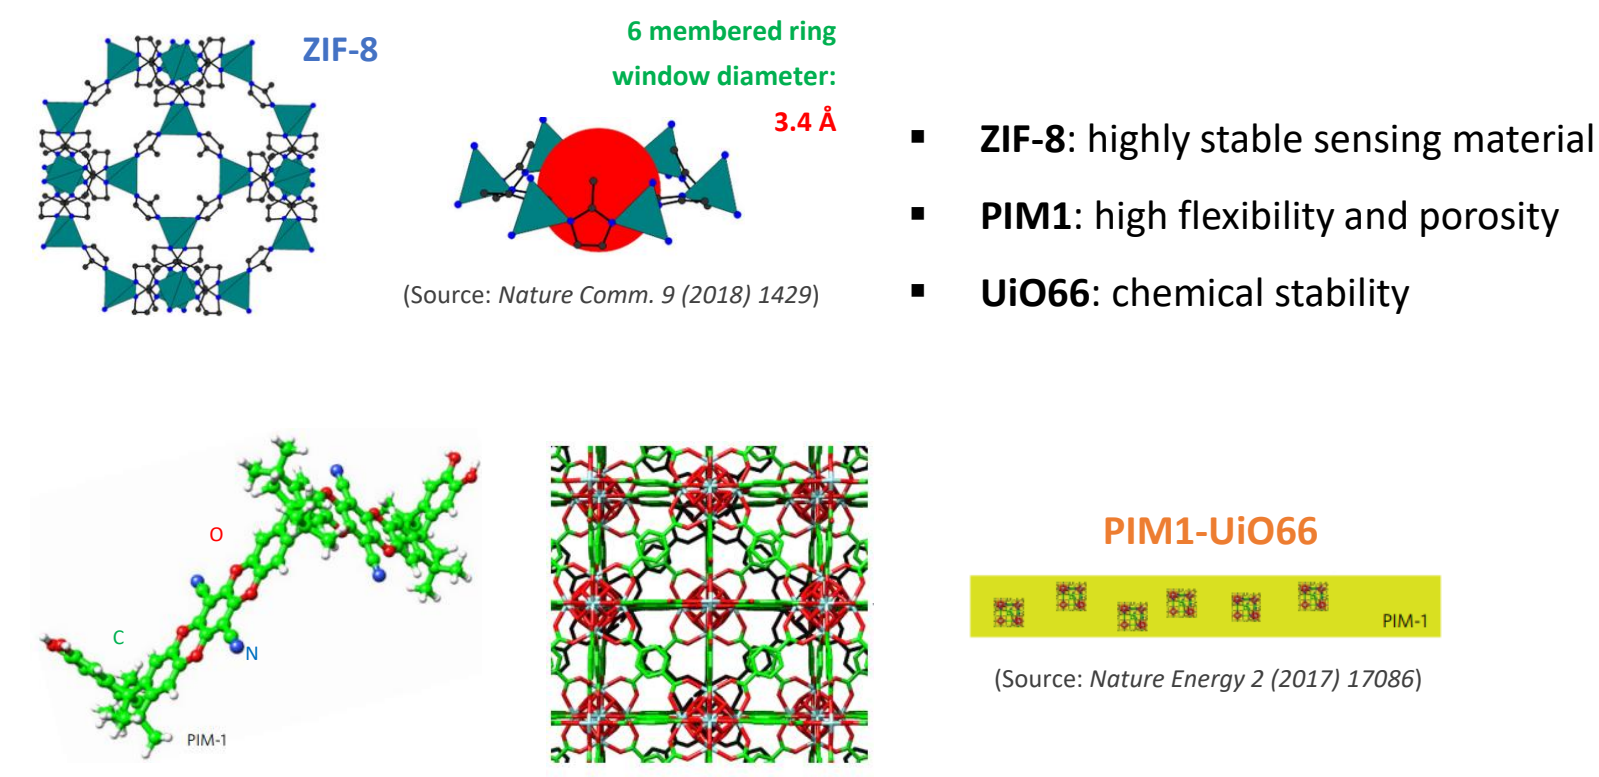 ZIF-8
6 membered ring
window diameter:
3.4 Å
(Source: Nature Comm. 9 (2018) 1429)
▪ ZIF-8: highly stable sensing material
▪ PIM1: high flexibility and porosity
▪ UiO66: chemical stability
O
C
N
PIM-1
PIM1-UiO66
PIM-1
(Source: Nature Energy 2 (2017) 17086)